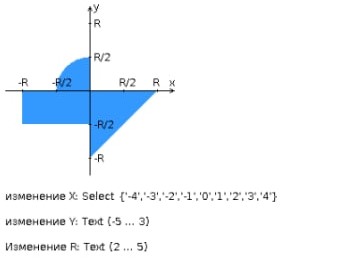 y
R
R/2
-R
-R/2
R/2
R
x
-R/2
-R
изменение X: Select {'-4','-3','-2','-1','0','1','2','3','4'}
изменение Y: Text {-5 ... 3}
Изменение R: Text {2 ... 5}